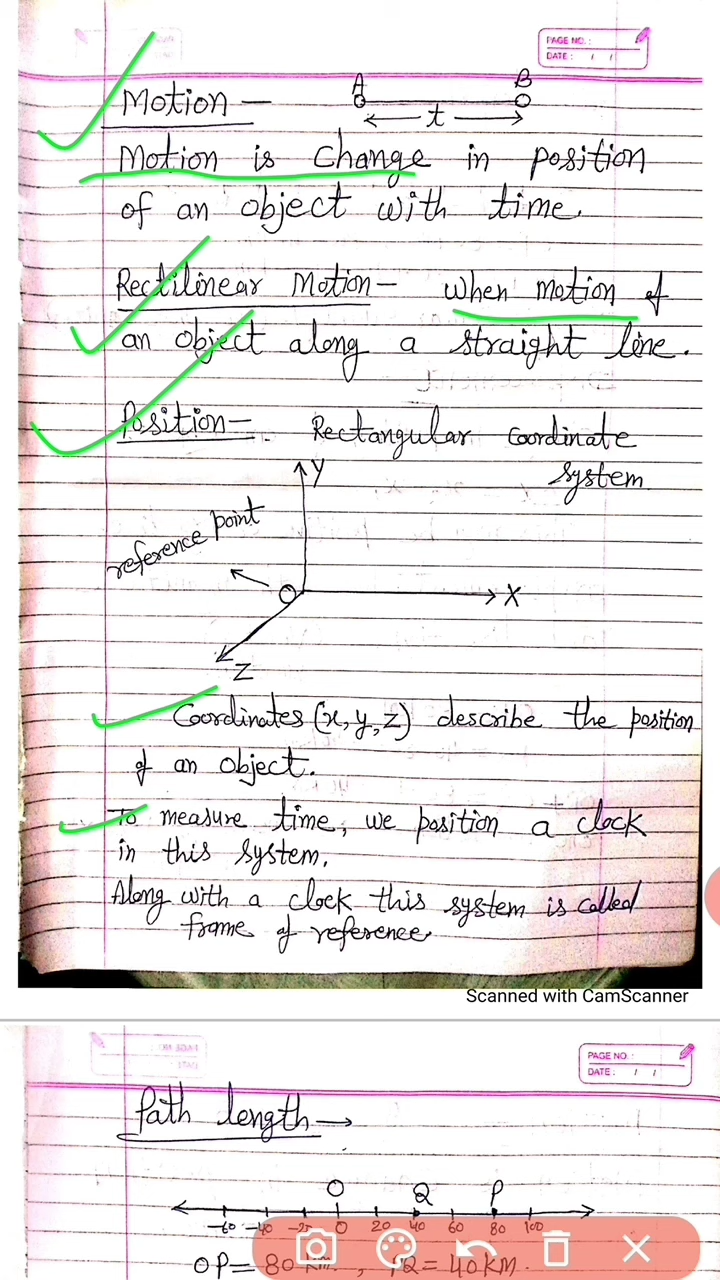 PAGE NO. :
DATE : / /
A B
Motion —
t
Motion is change in position
of an object with time.
Rectilinear Motion — when motion of
an object along a straight line.
Position — Rectangular coordinate
system
Y
reference point
O X
Z
Coordinates (x, y, z) describe the position
of an object.
To measure time, we position a clock
in this system.
Along with a clock this system is called
frame of reference.
Scanned with CamScanner
PAGE NO. :
DATE : / /
Path length →
O Q P
-60 -40 -25 0 20 40 60 80 100
OP = 80 km. , PQ = 40 KM.